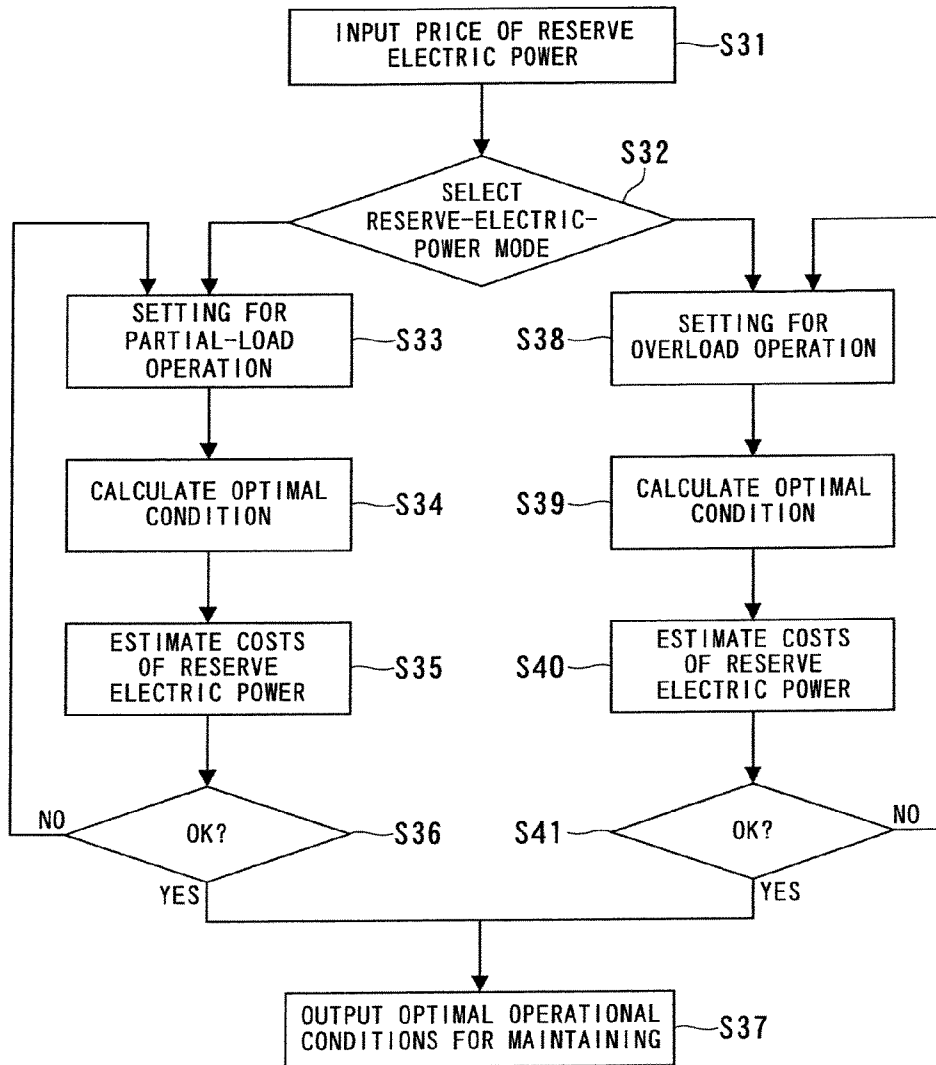 INPUT PRICE OF RESERVE
ELECTRIC POWER
S31
S32
SELECT
RESERVE-ELECTRIC-
POWER MODE
SETTING FOR
PARTIAL-LOAD
OPERATION
S33
CALCULATE OPTIMAL
CONDITION
S34
ESTIMATE COSTS
OF RESERVE
ELECTRIC POWER
S35
OK?
S36
NO
YES
S38
SETTING FOR
OVERLOAD OPERATION
S39
CALCULATE OPTIMAL
CONDITION
S40
ESTIMATE COSTS
OF RESERVE
ELECTRIC POWER
S41
OK?
NO
YES
OUTPUT OPTIMAL OPERATIONAL
CONDITIONS FOR MAINTAINING
S37